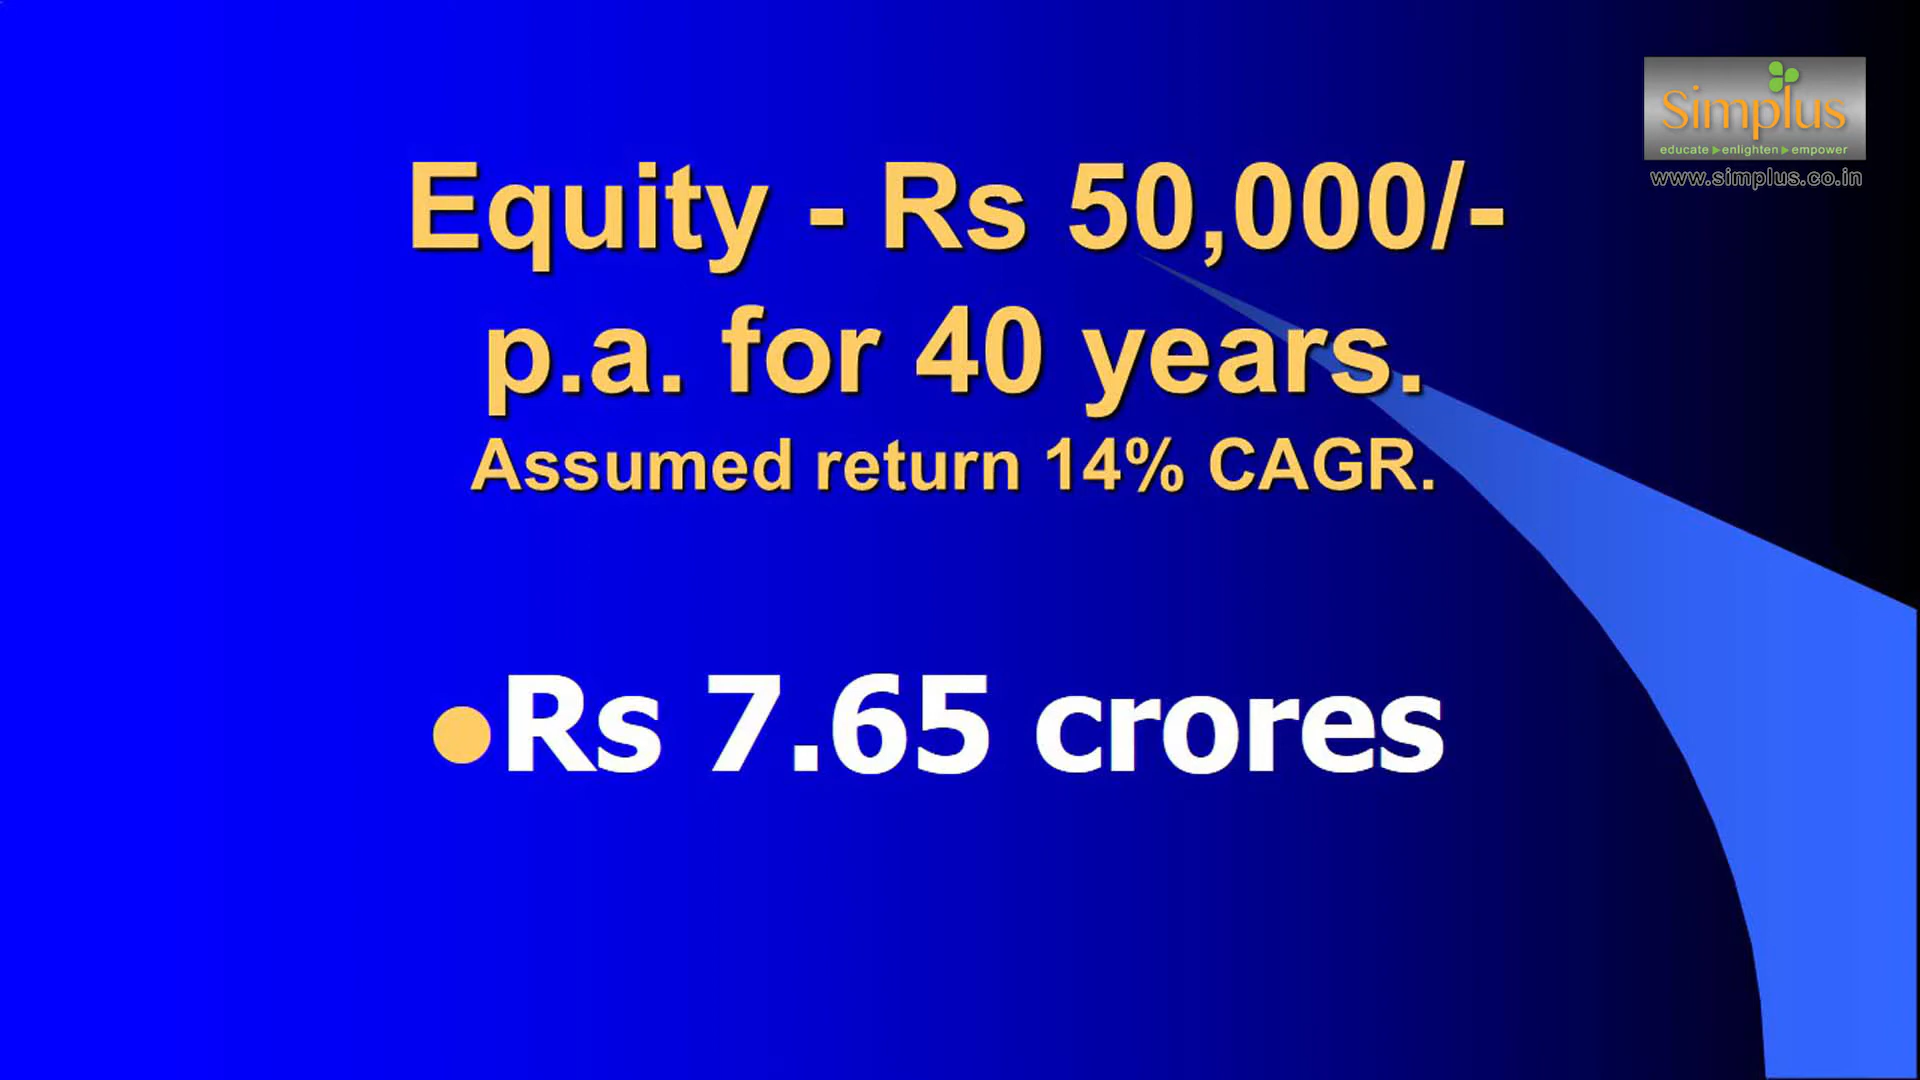 Simplus
educate ▸ enlighten ▸ empower
www.simplus.co.in
Equity - Rs 50,000/-
p.a. for 40 years.
Assumed return 14% CAGR.
Rs 7.65 crores